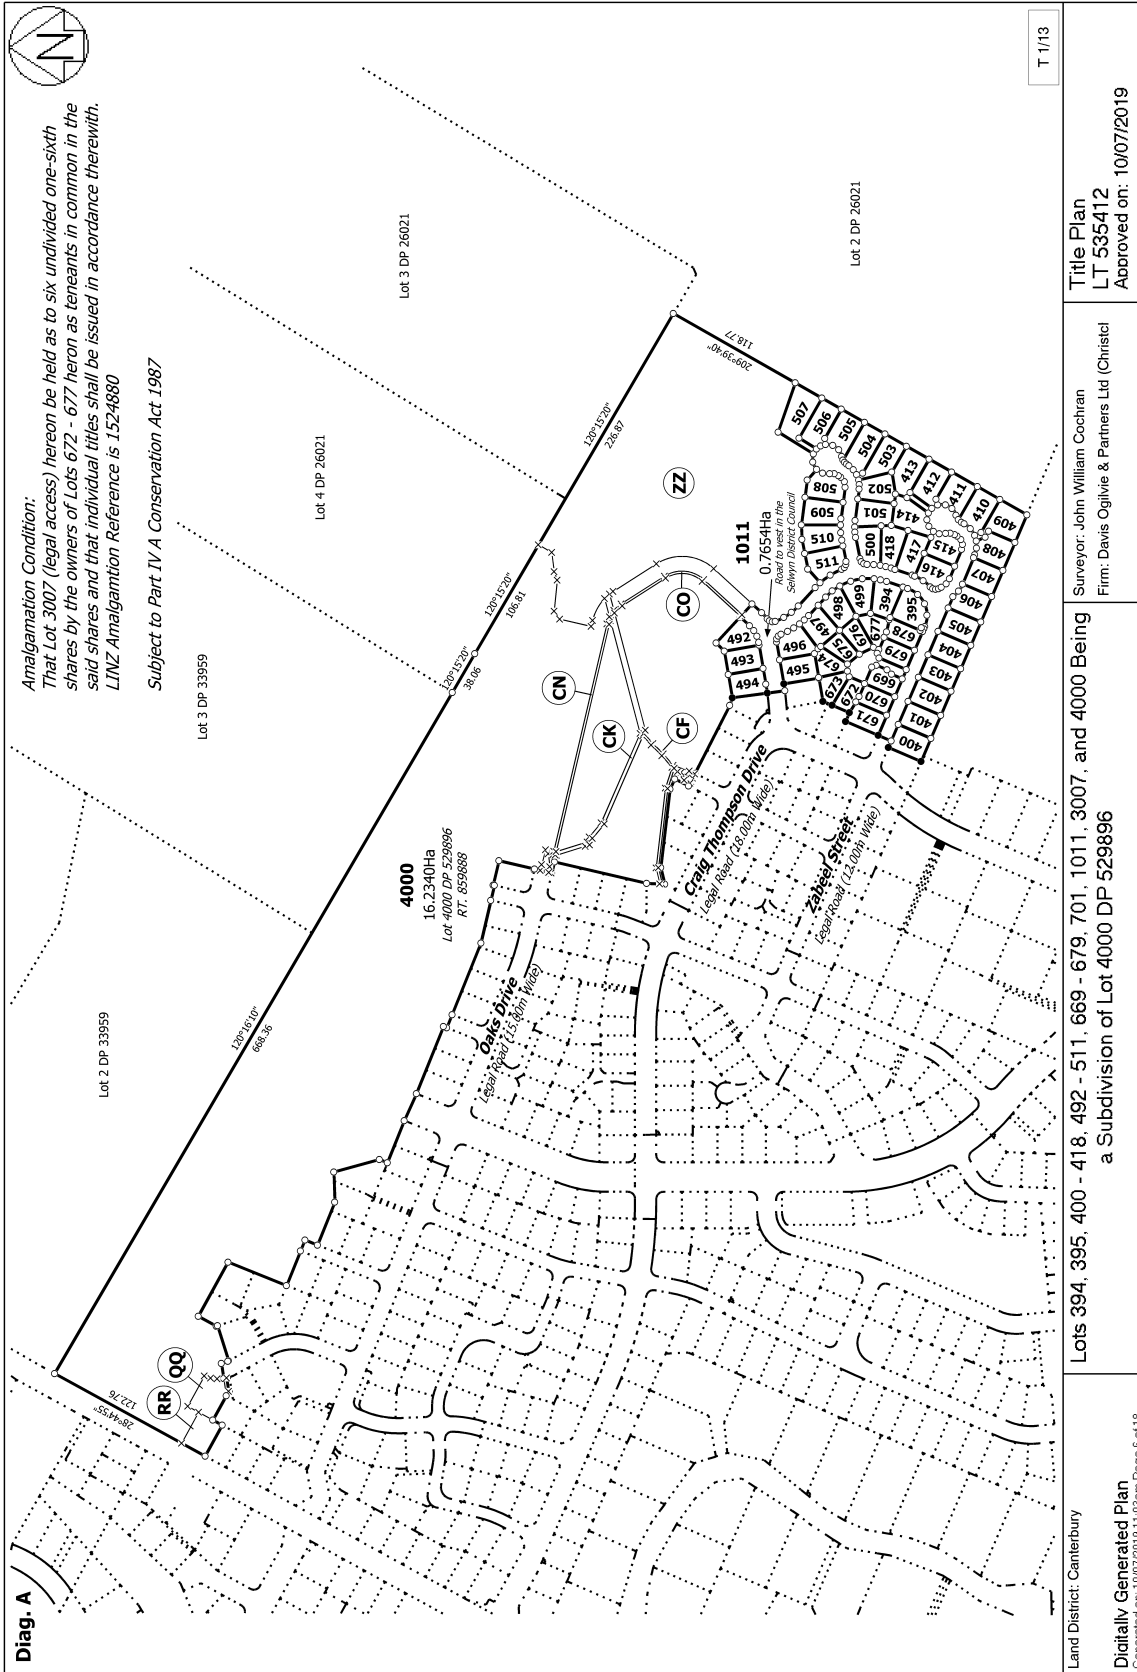 Diag. A
N
Amalgamation Condition:
That Lot 3007 (legal access) hereon be held as to six undivided one-sixth
shares by the owners of Lots 672 - 677 heron as teneants in common in the
said shares and that individual titles shall be issued in accordance therewith.
LINZ Amalgamtion Reference is 1524880
Subject to Part IV A Conservation Act 1987
T 1/13
Lot 2 DP 33959
Lot 3 DP 33959
Lot 4 DP 26021
Lot 3 DP 26021
Lot 2 DP 26021
28°44'55"
122.76
120°16'10"
668.36
120°15'20"
38.06
120°15'20"
106.81
120°15'20"
226.87
209°39'40"
118.77
RR
QQ
4000
16.2340Ha
Lot 4000 DP 529896
RT. 859888
CN
CK
CF
CO
ZZ
1011
0.7654Ha
Road to vest in the
Selwyn District Council
Oaks Drive
Legal Road (15.00m Wide)
Craig Thompson Drive
Legal Road (18.00m Wide)
Zabeel Street
Legal Road (12.00m Wide)
492
493
494
495
496
497
498
499
394
395
500
501
502
503
504
505
506
507
508
509
510
511
400
401
402
403
404
405
406
407
408
409
410
411
412
413
414
415
416
417
418
669
670
671
672
673
674
675
676
677
678
679
Land District: Canterbury
Digitally Generated Plan
Generated on: 10/07/2019 11:03am Page 6 of 18
Lots 394, 395, 400 - 418, 492 - 511, 669 - 679, 701, 1011, 3007, and 4000 Being
a Subdivision of Lot 4000 DP 529896
Surveyor: John William Cochran
Firm: Davis Ogilvie & Partners Ltd (Christcl
Title Plan
LT 535412
Approved on: 10/07/2019